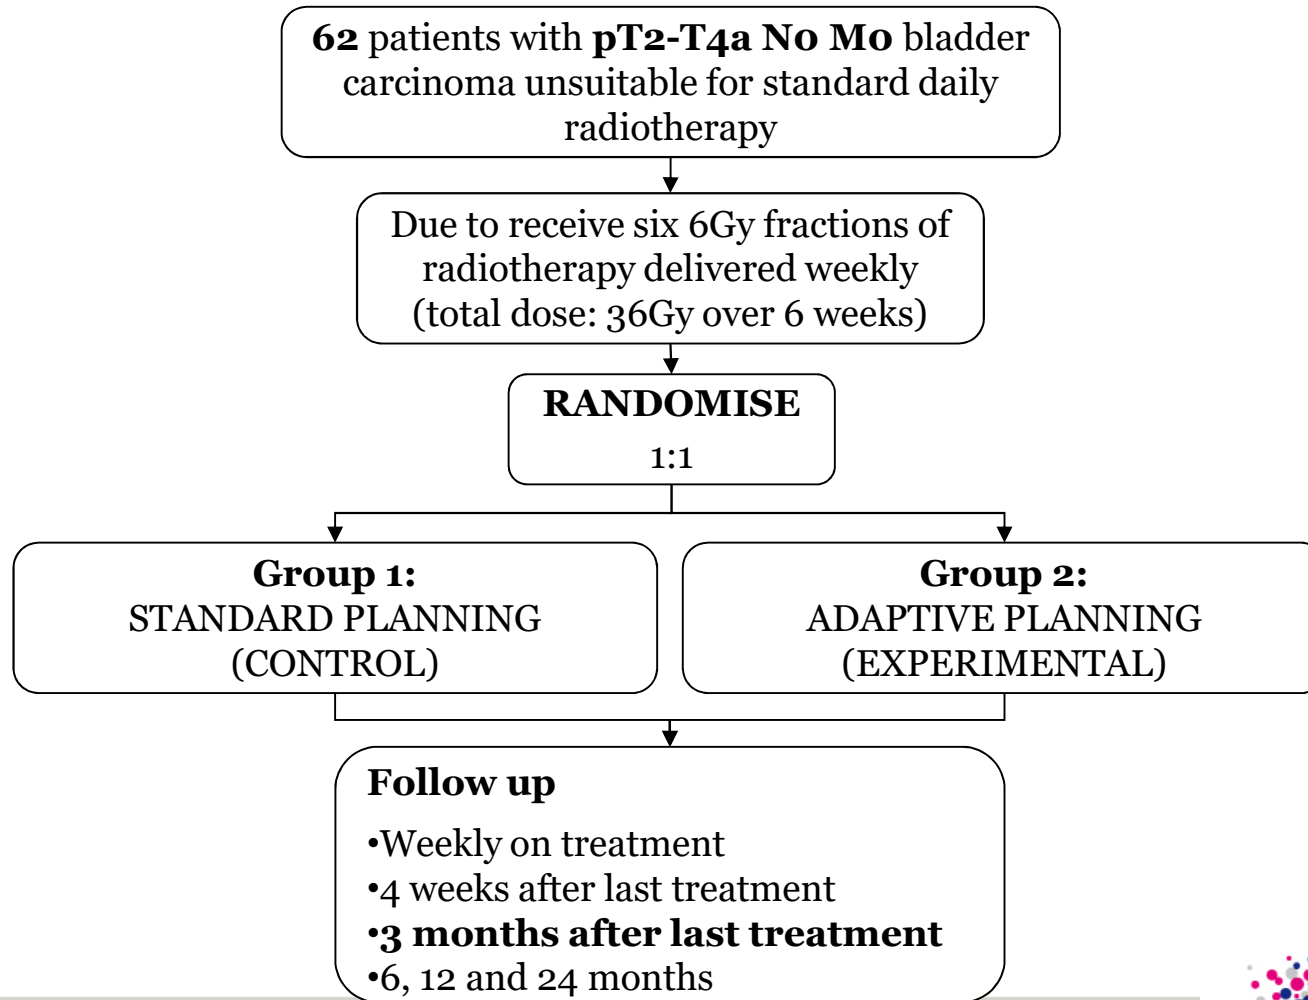 62 patients with pT2-T4a N0 M0 bladder
carcinoma unsuitable for standard daily
radiotherapy
Due to receive six 6Gy fractions of
radiotherapy delivered weekly
(total dose: 36Gy over 6 weeks)
RANDOMISE
1:1
Group 1:
STANDARD PLANNING
(CONTROL)
Group 2:
ADAPTIVE PLANNING
(EXPERIMENTAL)
Follow up
•Weekly on treatment
•4 weeks after last treatment
•3 months after last treatment
•6, 12 and 24 months